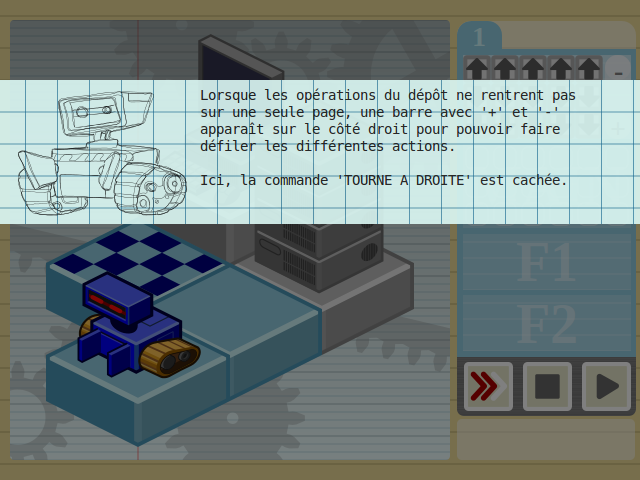 1
-
Lorsque les opérations du dépôt ne rentrent pas
sur une seule page, une barre avec '+' et '-'
apparaît sur le côté droit pour pouvoir faire
défiler les différentes actions.
Ici, la commande 'TOURNE A DROITE' est cachée.
+
F1
F2